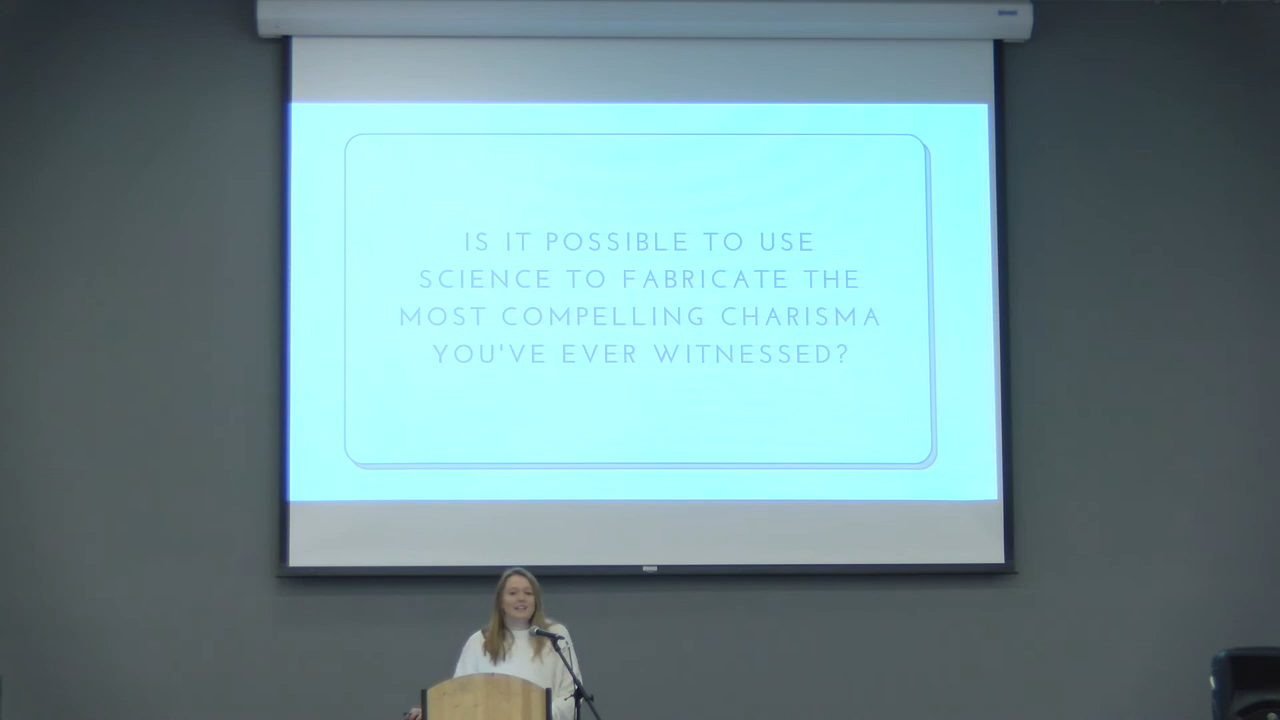 IS IT POSSIBLE TO USE
SCIENCE TO FABRICATE THE
MOST COMPELLING CHARISMA
YOU'VE EVER WITNESSED?